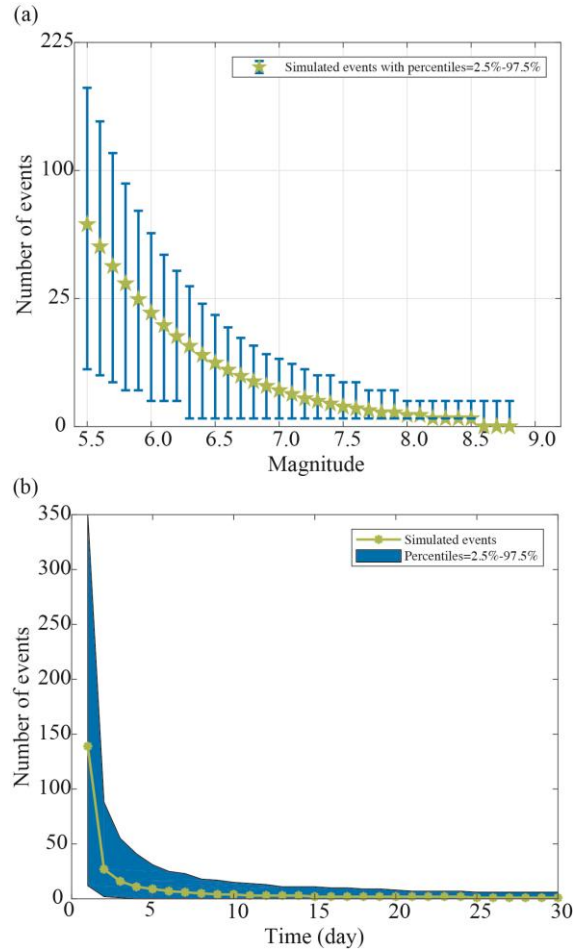 (a)
225
Simulated events with percentiles=2.5%-97.5%
100
Number of events
25
0
5.5 6.0 6.5 7.0 7.5 8.0 8.5 9.0
Magnitude
(b)
350
Simulated events
Percentiles=2.5%-97.5%
300
250
200
Number of events
150
100
50
0
0 5 10 15 20 25 30
Time (day)